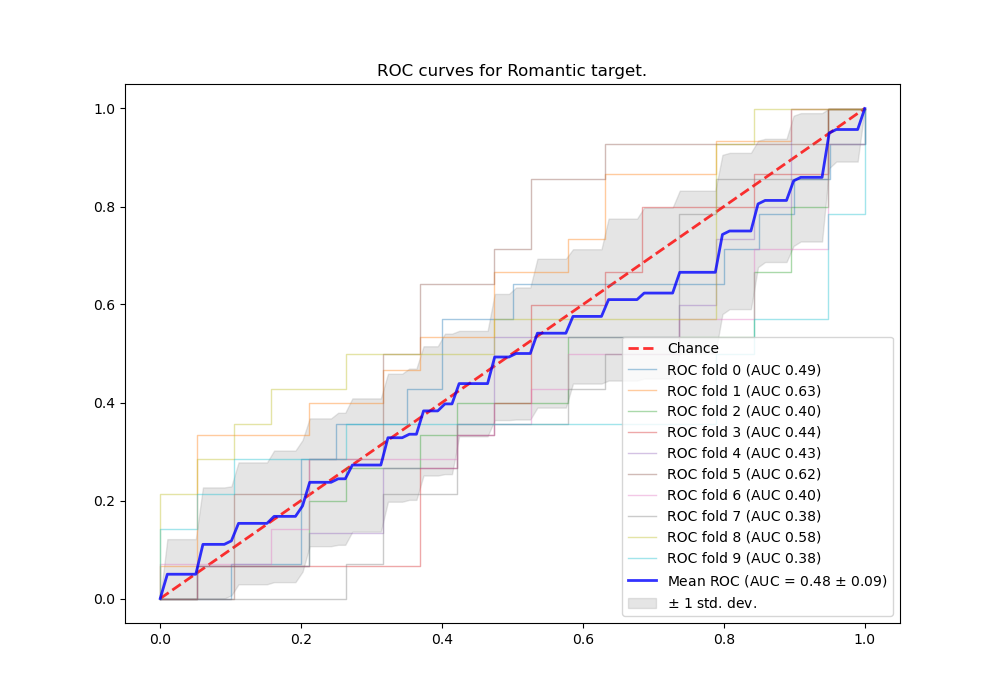 ROC curves for Romantic target.
1.0
0.8
0.6
0.4
0.2
0.0
0.0 0.2 0.4 0.6 0.8 1.0
Chance
ROC fold 0 (AUC 0.49)
ROC fold 1 (AUC 0.63)
ROC fold 2 (AUC 0.40)
ROC fold 3 (AUC 0.44)
ROC fold 4 (AUC 0.43)
ROC fold 5 (AUC 0.62)
ROC fold 6 (AUC 0.40)
ROC fold 7 (AUC 0.38)
ROC fold 8 (AUC 0.58)
ROC fold 9 (AUC 0.38)
Mean ROC (AUC = 0.48 ± 0.09)
± 1 std. dev.